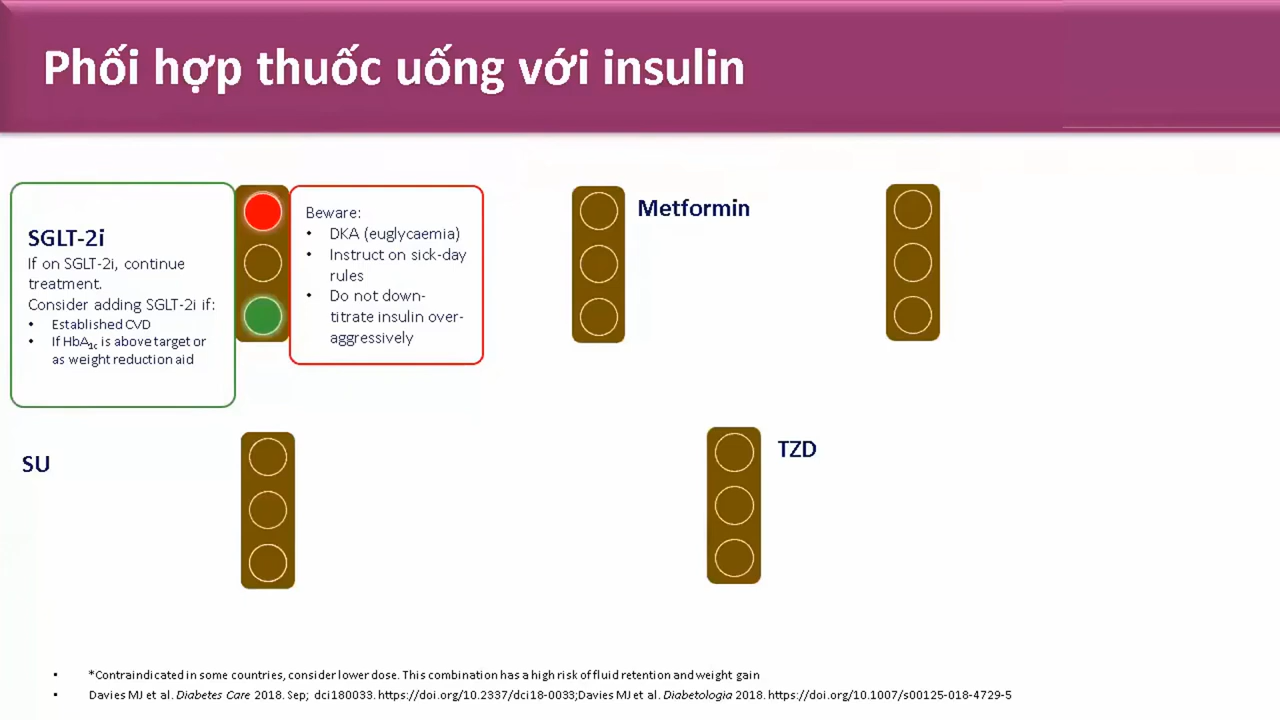 Phối hợp thuốc uống với insulin
SGLT-2i
If on SGLT-2i, continue
treatment.
Consider adding SGLT-2i if:
• Established CVD
• If HbA1c is above target or
as weight reduction aid
Beware:
• DKA (euglycaemia)
• Instruct on sick-day
rules
• Do not down-
titrate insulin over-
aggressively
Metformin
SU
TZD
• *Contraindicated in some countries, consider lower dose. This combination has a high risk of fluid retention and weight gain
• Davies MJ et al. Diabetes Care 2018. Sep; dci180033. https://doi.org/10.2337/dci18-0033;Davies MJ et al. Diabetologia 2018. https://doi.org/10.1007/s00125-018-4729-5